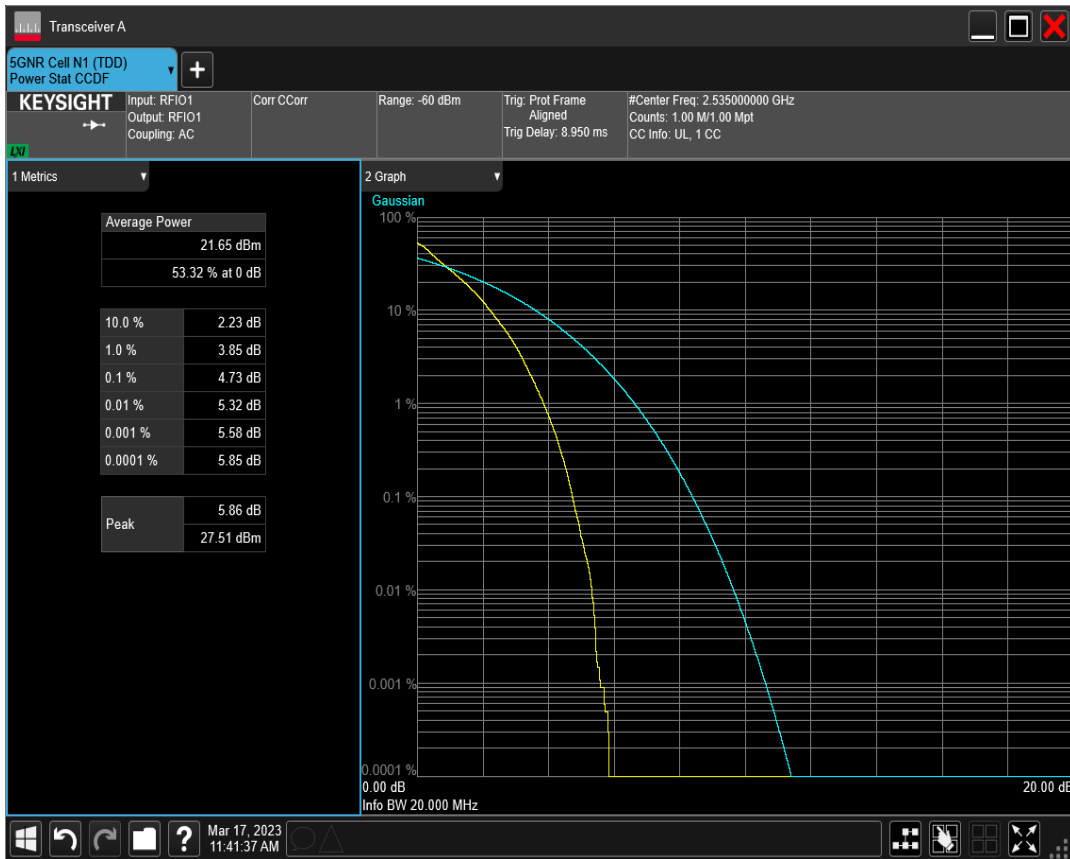 Transceiver A
5GNR Cell N1 (TDD)
Power Stat CCDF
KEYSIGHT
LXI
Input: RFIO1
Output: RFIO1
Coupling: AC
Corr CCorr
Range: -60 dBm
Trig: Prot Frame
Aligned
Trig Delay: 8.950 ms
#Center Freq: 2.535000000 GHz
Counts: 1.00 M/1.00 Mpt
CC Info: UL, 1 CC
1 Metrics
Average Power
21.65 dBm
53.32 % at 0 dB
10.0 % 2.23 dB
1.0 % 3.85 dB
0.1 % 4.73 dB
0.01 % 5.32 dB
0.001 % 5.58 dB
0.0001 % 5.85 dB
Peak 5.86 dB
27.51 dBm
2 Graph
Gaussian
100 %
10 %
1 %
0.1 %
0.01 %
0.001 %
0.0001 %
0.00 dB 20.00 dB
Info BW 20.000 MHz
?
Mar 17, 2023
11:41:37 AM